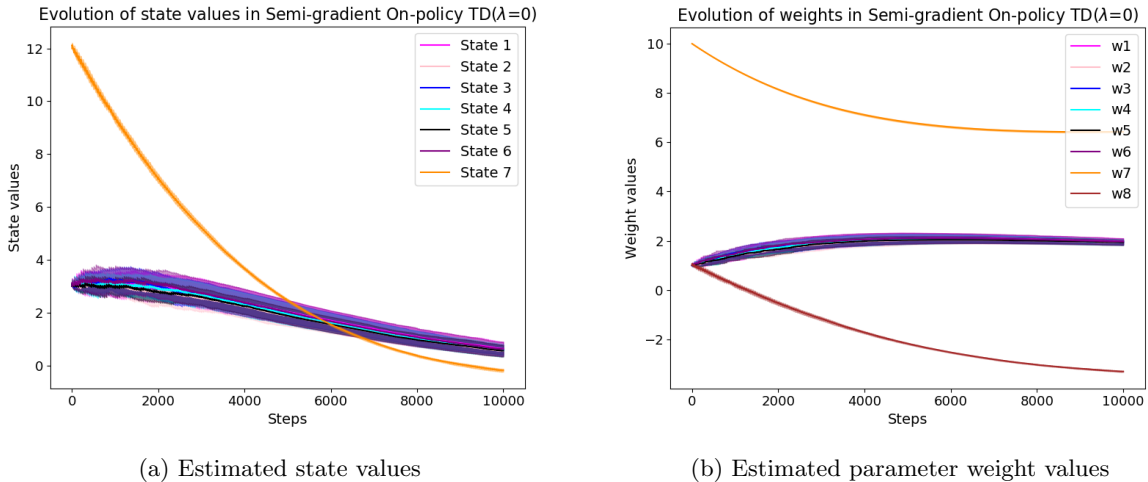 Evolution of state values in Semi-gradient On-policy TD(λ=0)
12
10
8
6
4
2
0
State values
State 1
State 2
State 3
State 4
State 5
State 6
State 7
0 2000 4000 6000 8000 10000
Steps
(a) Estimated state values
Evolution of weights in Semi-gradient On-policy TD(λ=0)
10
8
6
4
2
0
−2
Weight values
w1
w2
w3
w4
w5
w6
w7
w8
0 2000 4000 6000 8000 10000
Steps
(b) Estimated parameter weight values